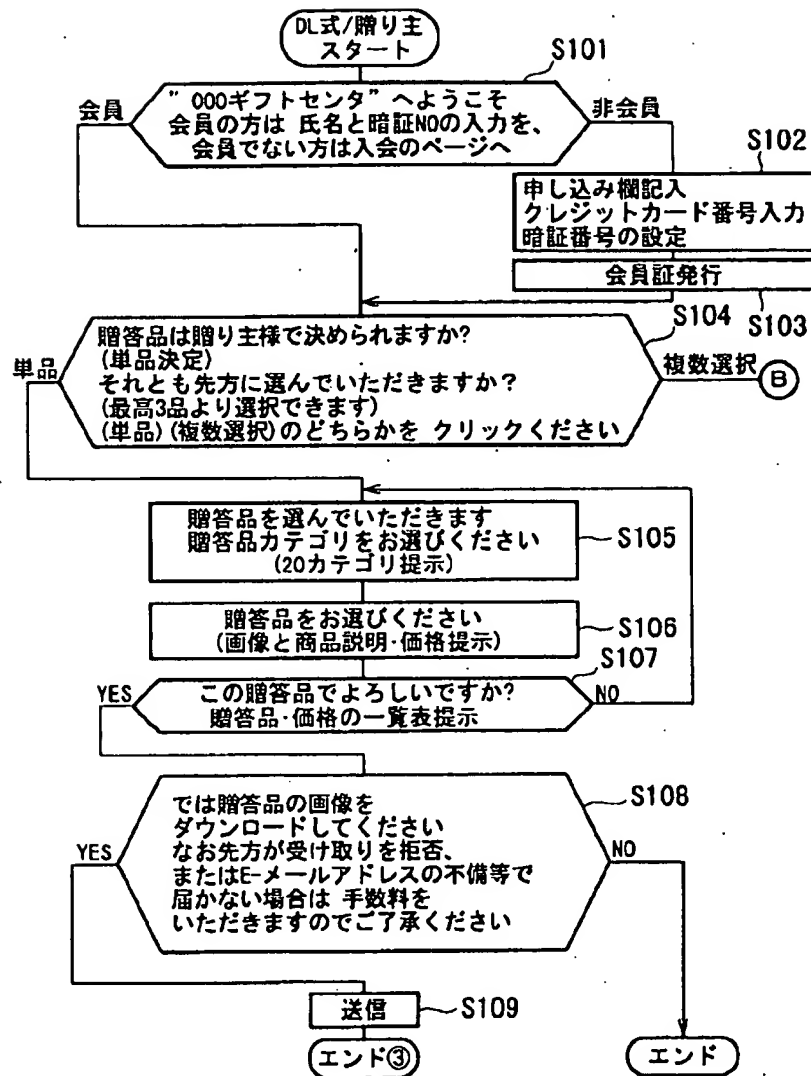 DL式/贈り主
スタート
S101
会員
" 000ギフトセンタ" へようこそ
会員の方は 氏名と暗証NOの入力を、
会員でない方は入会のページへ
非会員
S102
申し込み欄記入
クレジットカード番号入力
暗証番号の設定
会員証発行
S103
S104
贈答品は贈り主様で決められますか?
(単品決定)
それとも先方に選んでいただきますか?
(最高3品より選択できます)
(単品)(複数選択)のどちらかを クリックください
単品
複数選択
B
贈答品を選んでいただきます
贈答品カテゴリをお選びください
(20カテゴリ提示)
S105
贈答品をお選びください
(画像と商品説明・価格提示)
S106
S107
YES
この贈答品でよろしいですか?
贈答品・価格の一覧表提示
NO
S108
では贈答品の画像を
ダウンロードしてください
なお先方が受け取りを拒否、
またはE-メールアドレスの不備等で
届かない場合は 手数料を
いただきますのでご了承ください
YES
NO
送信
S109
エンド③
エンド